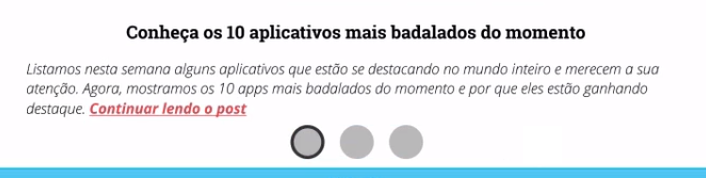 Conheça os 10 aplicativos mais badalados do momento
Listamos nesta semana alguns aplicativos que estão se destacando no mundo inteiro e merecem a sua
atenção. Agora, mostramos os 10 apps mais badalados do momento e por que eles estão ganhando
destaque. Continuar lendo o post